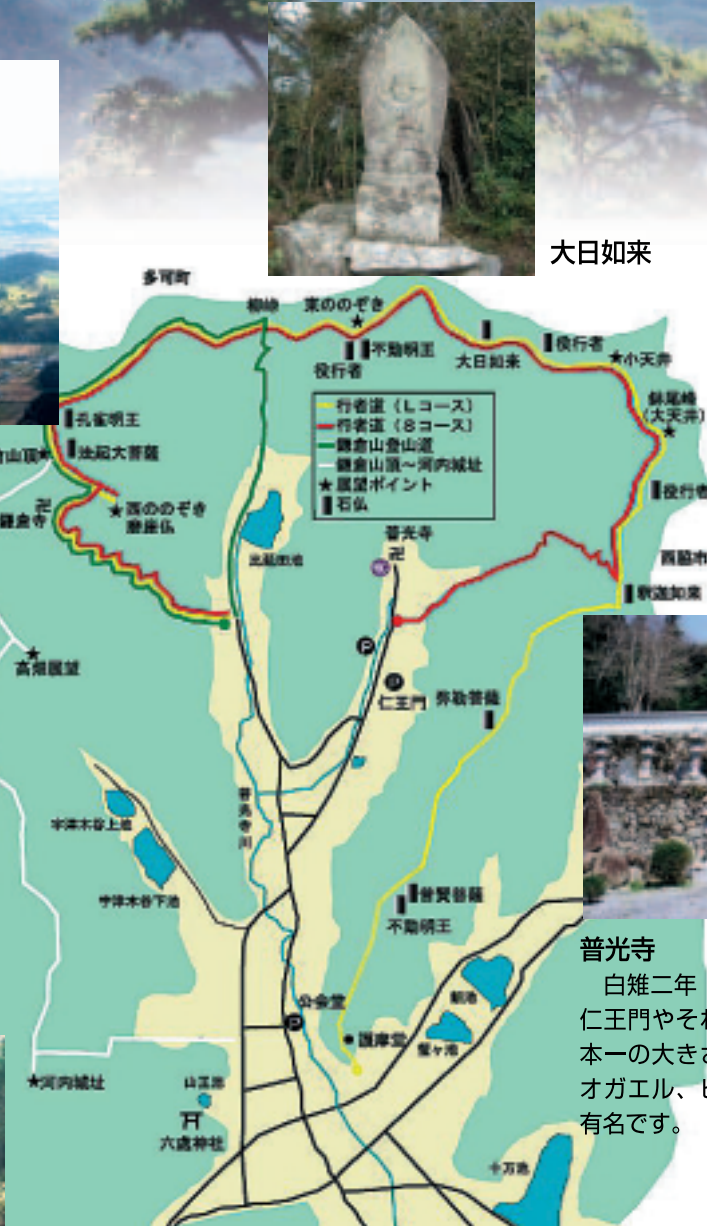 大日如来
多可町
柳峠
東ののぞき
不動明王
役行者
大日如来
役行者
小天井
鉢尾峰
(大天井)
孔雀明王
法起大菩薩
山頂
鎌倉寺
西ののぞき
磨崖仏
行者道(Lコース)
行者道(Sコース)
鎌倉山登山道
鎌倉山頂〜河内城址
展望ポイント
石仏
普光寺
役行者
西脇市
釈迦如来
高畑展望
P
仁王門
弥勒菩薩
普光寺川
宇津木谷上池
宇津木谷下池
普賢菩薩
不動明王
公会堂
P
護摩堂
蟹ヶ池
河内城址
六處神社
十万池
普光寺
白雉二年
仁王門やそれ
本一の大きさ
オガエル、ヒ
有名です。